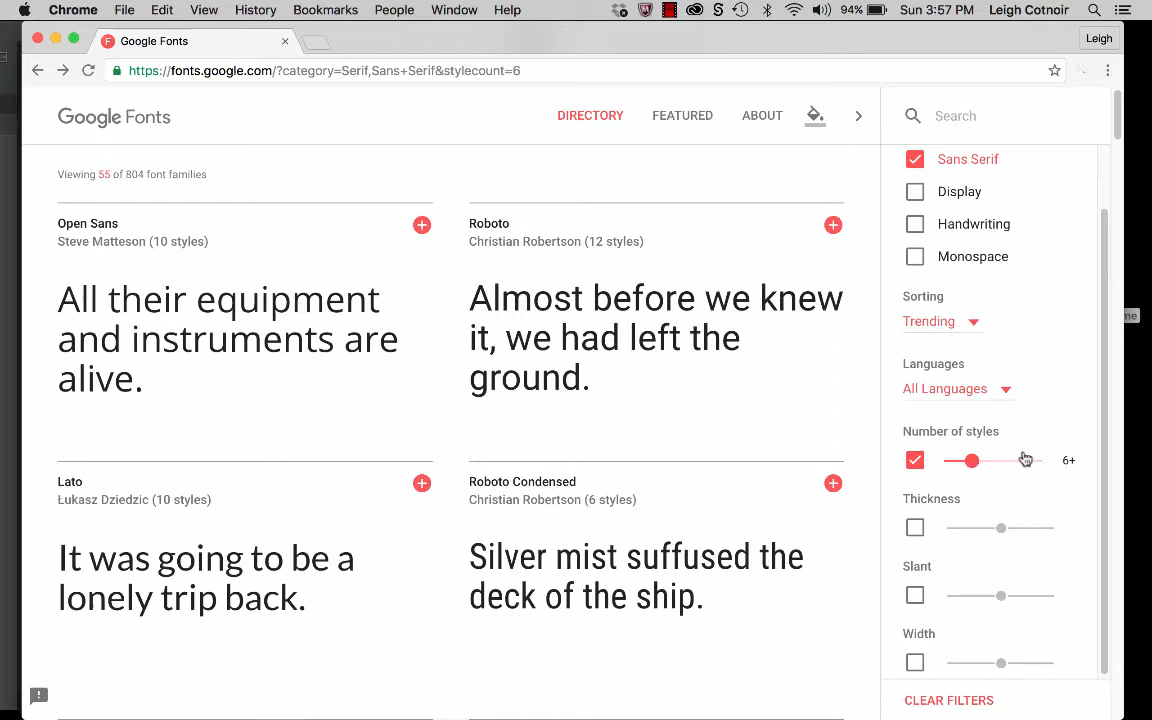 Chrome File Edit View History Bookmarks People Window Help 94% Sun 3:57 PM Leigh Cotnoir
Google Fonts
Leigh
https://fonts.google.com/?category=Serif,Sans+Serif&stylecount=6
Google Fonts
DIRECTORY FEATURED ABOUT
Search
Viewing 55 of 804 font families
Open Sans
Steve Matteson (10 styles)
All their equipment
and instruments are
alive.
Roboto
Christian Robertson (12 styles)
Almost before we knew
it, we had left the
ground.
Lato
Łukasz Dziedzic (10 styles)
It was going to be a
lonely trip back.
Roboto Condensed
Christian Robertson (6 styles)
Silver mist suffused the
deck of the ship.
Sans Serif
Display
Handwriting
Monospace
Sorting
Trending
Languages
All Languages
Number of styles
6+
Thickness
Slant
Width
CLEAR FILTERS
me